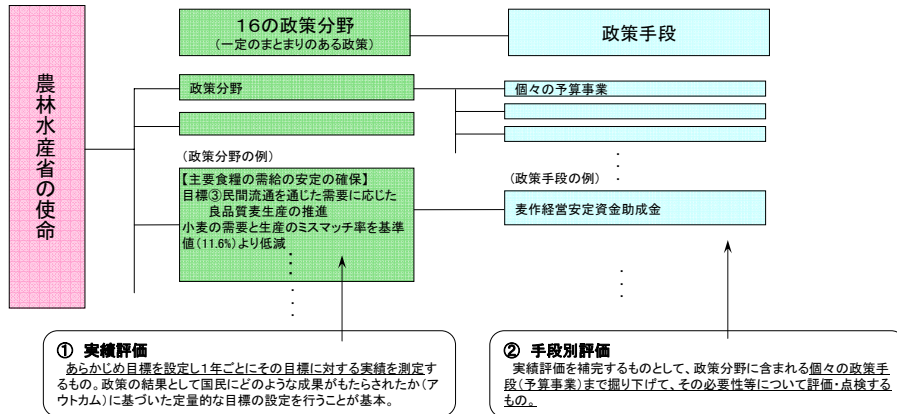 農林水産省の使命
16の政策分野
(一定のまとまりのある政策)
政策手段
政策分野
個々の予算事業
(政策分野の例)
【主要食糧の需給の安定の確保】
目標③民間流通を通じた需要に応じた
良品質麦生産の推進
小麦の需要と生産のミスマッチ率を基準
値(11.6%)より低減
(政策手段の例)
麦作経営安定資金助成金
① 実績評価
あらかじめ目標を設定し1年ごとにその目標に対する実績を測定す
るもの。政策の結果として国民にどのような成果がもたらされたか(ア
ウトカム)に基づいた定量的な目標の設定を行うことが基本。
② 手段別評価
実績評価を補完するものとして、政策分野に含まれる個々の政策手
段(予算事業)まで掘り下げて、その必要性等について評価・点検する
もの。